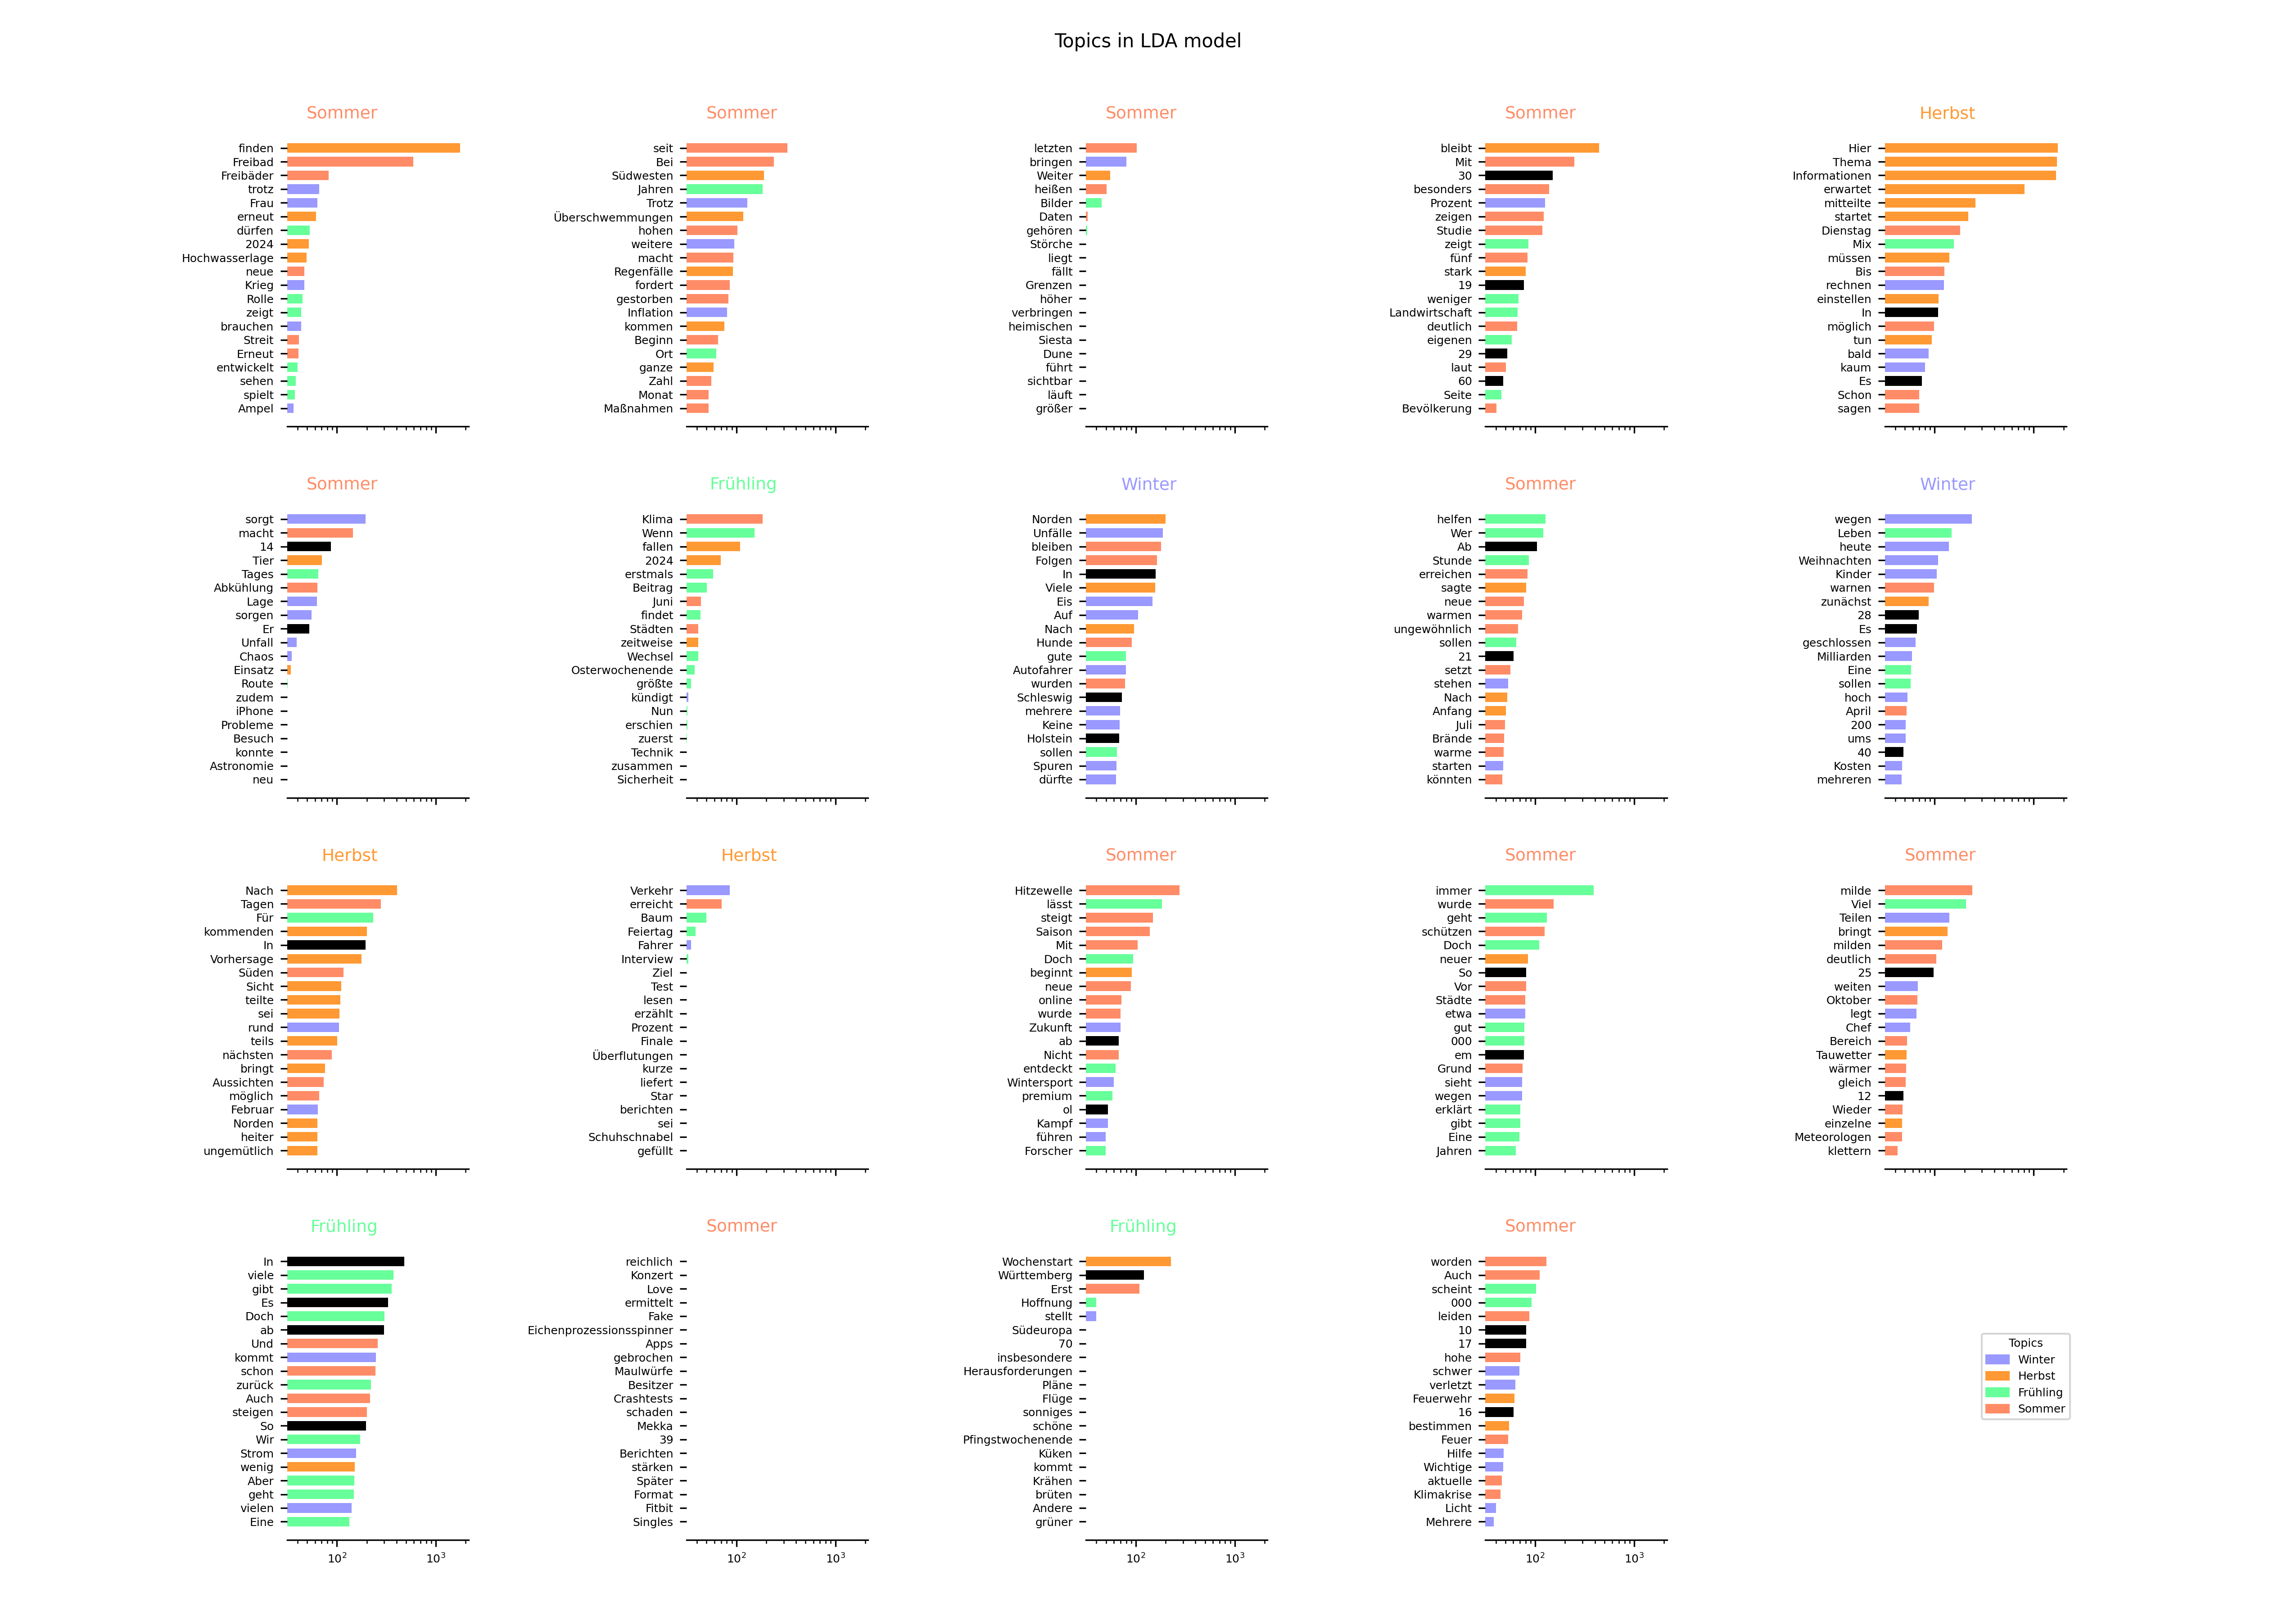 Topics in LDA model
Sommer
finden
Freibad
Freibäder
trotz
Frau
erneut
dürfen
2024
Hochwasserlage
neue
Krieg
Rolle
zeigt
brauchen
Streit
Erneut
entwickelt
sehen
spielt
Ampel
Sommer
seit
Bei
Südwesten
Jahren
Trotz
Überschwemmungen
hohen
weitere
macht
Regenfälle
fordert
gestorben
Inflation
kommen
Beginn
Ort
ganze
Zahl
Monat
Maßnahmen
Sommer
letzten
bringen
Weiter
heißen
Bilder
Daten
gehören
Störche
liegt
fällt
Grenzen
höher
verbringen
heimischen
Siesta
Dune
führt
sichtbar
läuft
größer
Sommer
bleibt
Mit
30
besonders
Prozent
zeigen
Studie
zeigt
fünf
stark
19
weniger
Landwirtschaft
deutlich
eigenen
29
laut
60
Seite
Bevölkerung
Herbst
Hier
Thema
Informationen
erwartet
mitteilte
startet
Dienstag
Mix
müssen
Bis
rechnen
einstellen
In
möglich
tun
bald
kaum
Es
Schon
sagen
Sommer
sorgt
macht
14
Tier
Tages
Abkühlung
Lage
sorgen
Er
Unfall
Chaos
Einsatz
Route
zudem
iPhone
Probleme
Besuch
konnte
Astronomie
neu
Frühling
Klima
Wenn
fallen
2024
erstmals
Beitrag
Juni
findet
Städten
zeitweise
Wechsel
Osterwochenende
größte
kündigt
Nun
erschien
zuerst
Technik
zusammen
Sicherheit
Winter
Norden
Unfälle
bleiben
Folgen
In
Viele
Eis
Auf
Nach
Hunde
gute
Autofahrer
wurden
Schleswig
mehrere
Keine
Holstein
sollen
Spuren
dürfte
Sommer
helfen
Wer
Ab
Stunde
erreichen
sagte
neue
warmen
ungewöhnlich
sollen
21
setzt
stehen
Nach
Anfang
Juli
Brände
warme
starten
könnten
Winter
wegen
Leben
heute
Weihnachten
Kinder
warnen
zunächst
28
Es
geschlossen
Milliarden
Eine
sollen
hoch
April
200
ums
40
Kosten
mehreren
Herbst
Nach
Tagen
Für
kommenden
In
Vorhersage
Süden
Sicht
teilte
sei
rund
teils
nächsten
bringt
Aussichten
möglich
Februar
Norden
heiter
ungemütlich
Herbst
Verkehr
erreicht
Baum
Feiertag
Fahrer
Interview
Ziel
Test
lesen
erzählt
Prozent
Finale
Überflutungen
kurze
liefert
Star
berichten
sei
Schuhschnabel
gefüllt
Sommer
Hitzewelle
lässt
steigt
Saison
Mit
Doch
beginnt
neue
online
wurde
Zukunft
ab
Nicht
entdeckt
Wintersport
premium
ol
Kampf
führen
Forscher
Sommer
immer
wurde
geht
schützen
Doch
neuer
So
Vor
Städte
etwa
gut
000
em
Grund
sieht
wegen
erklärt
gibt
Eine
Jahren
Sommer
milde
Viel
Teilen
bringt
milden
deutlich
25
weiten
Oktober
legt
Chef
Bereich
Tauwetter
wärmer
gleich
12
Wieder
einzelne
Meteorologen
klettern
Frühling
In
viele
gibt
Es
Doch
ab
Und
kommt
schon
zurück
Auch
steigen
So
Wir
Strom
wenig
Aber
geht
vielen
Eine
10² 10³
Sommer
reichlich
Konzert
Love
ermittelt
Fake
Eichenprozessionsspinner
Apps
gebrochen
Maulwürfe
Besitzer
Crashtests
schaden
Mekka
39
Berichten
stärken
Später
Format
Fitbit
Singles
10² 10³
Frühling
Wochenstart
Württemberg
Erst
Hoffnung
stellt
Südeuropa
70
insbesondere
Herausforderungen
Pläne
Flüge
sonniges
schöne
Pfingstwochenende
Küken
kommt
Krähen
brüten
Andere
grüner
10² 10³
Sommer
worden
Auch
scheint
000
leiden
10
17
hohe
schwer
verletzt
Feuerwehr
16
bestimmen
Feuer
Hilfe
Wichtige
aktuelle
Klimakrise
Licht
Mehrere
10² 10³
Topics
Winter
Herbst
Frühling
Sommer